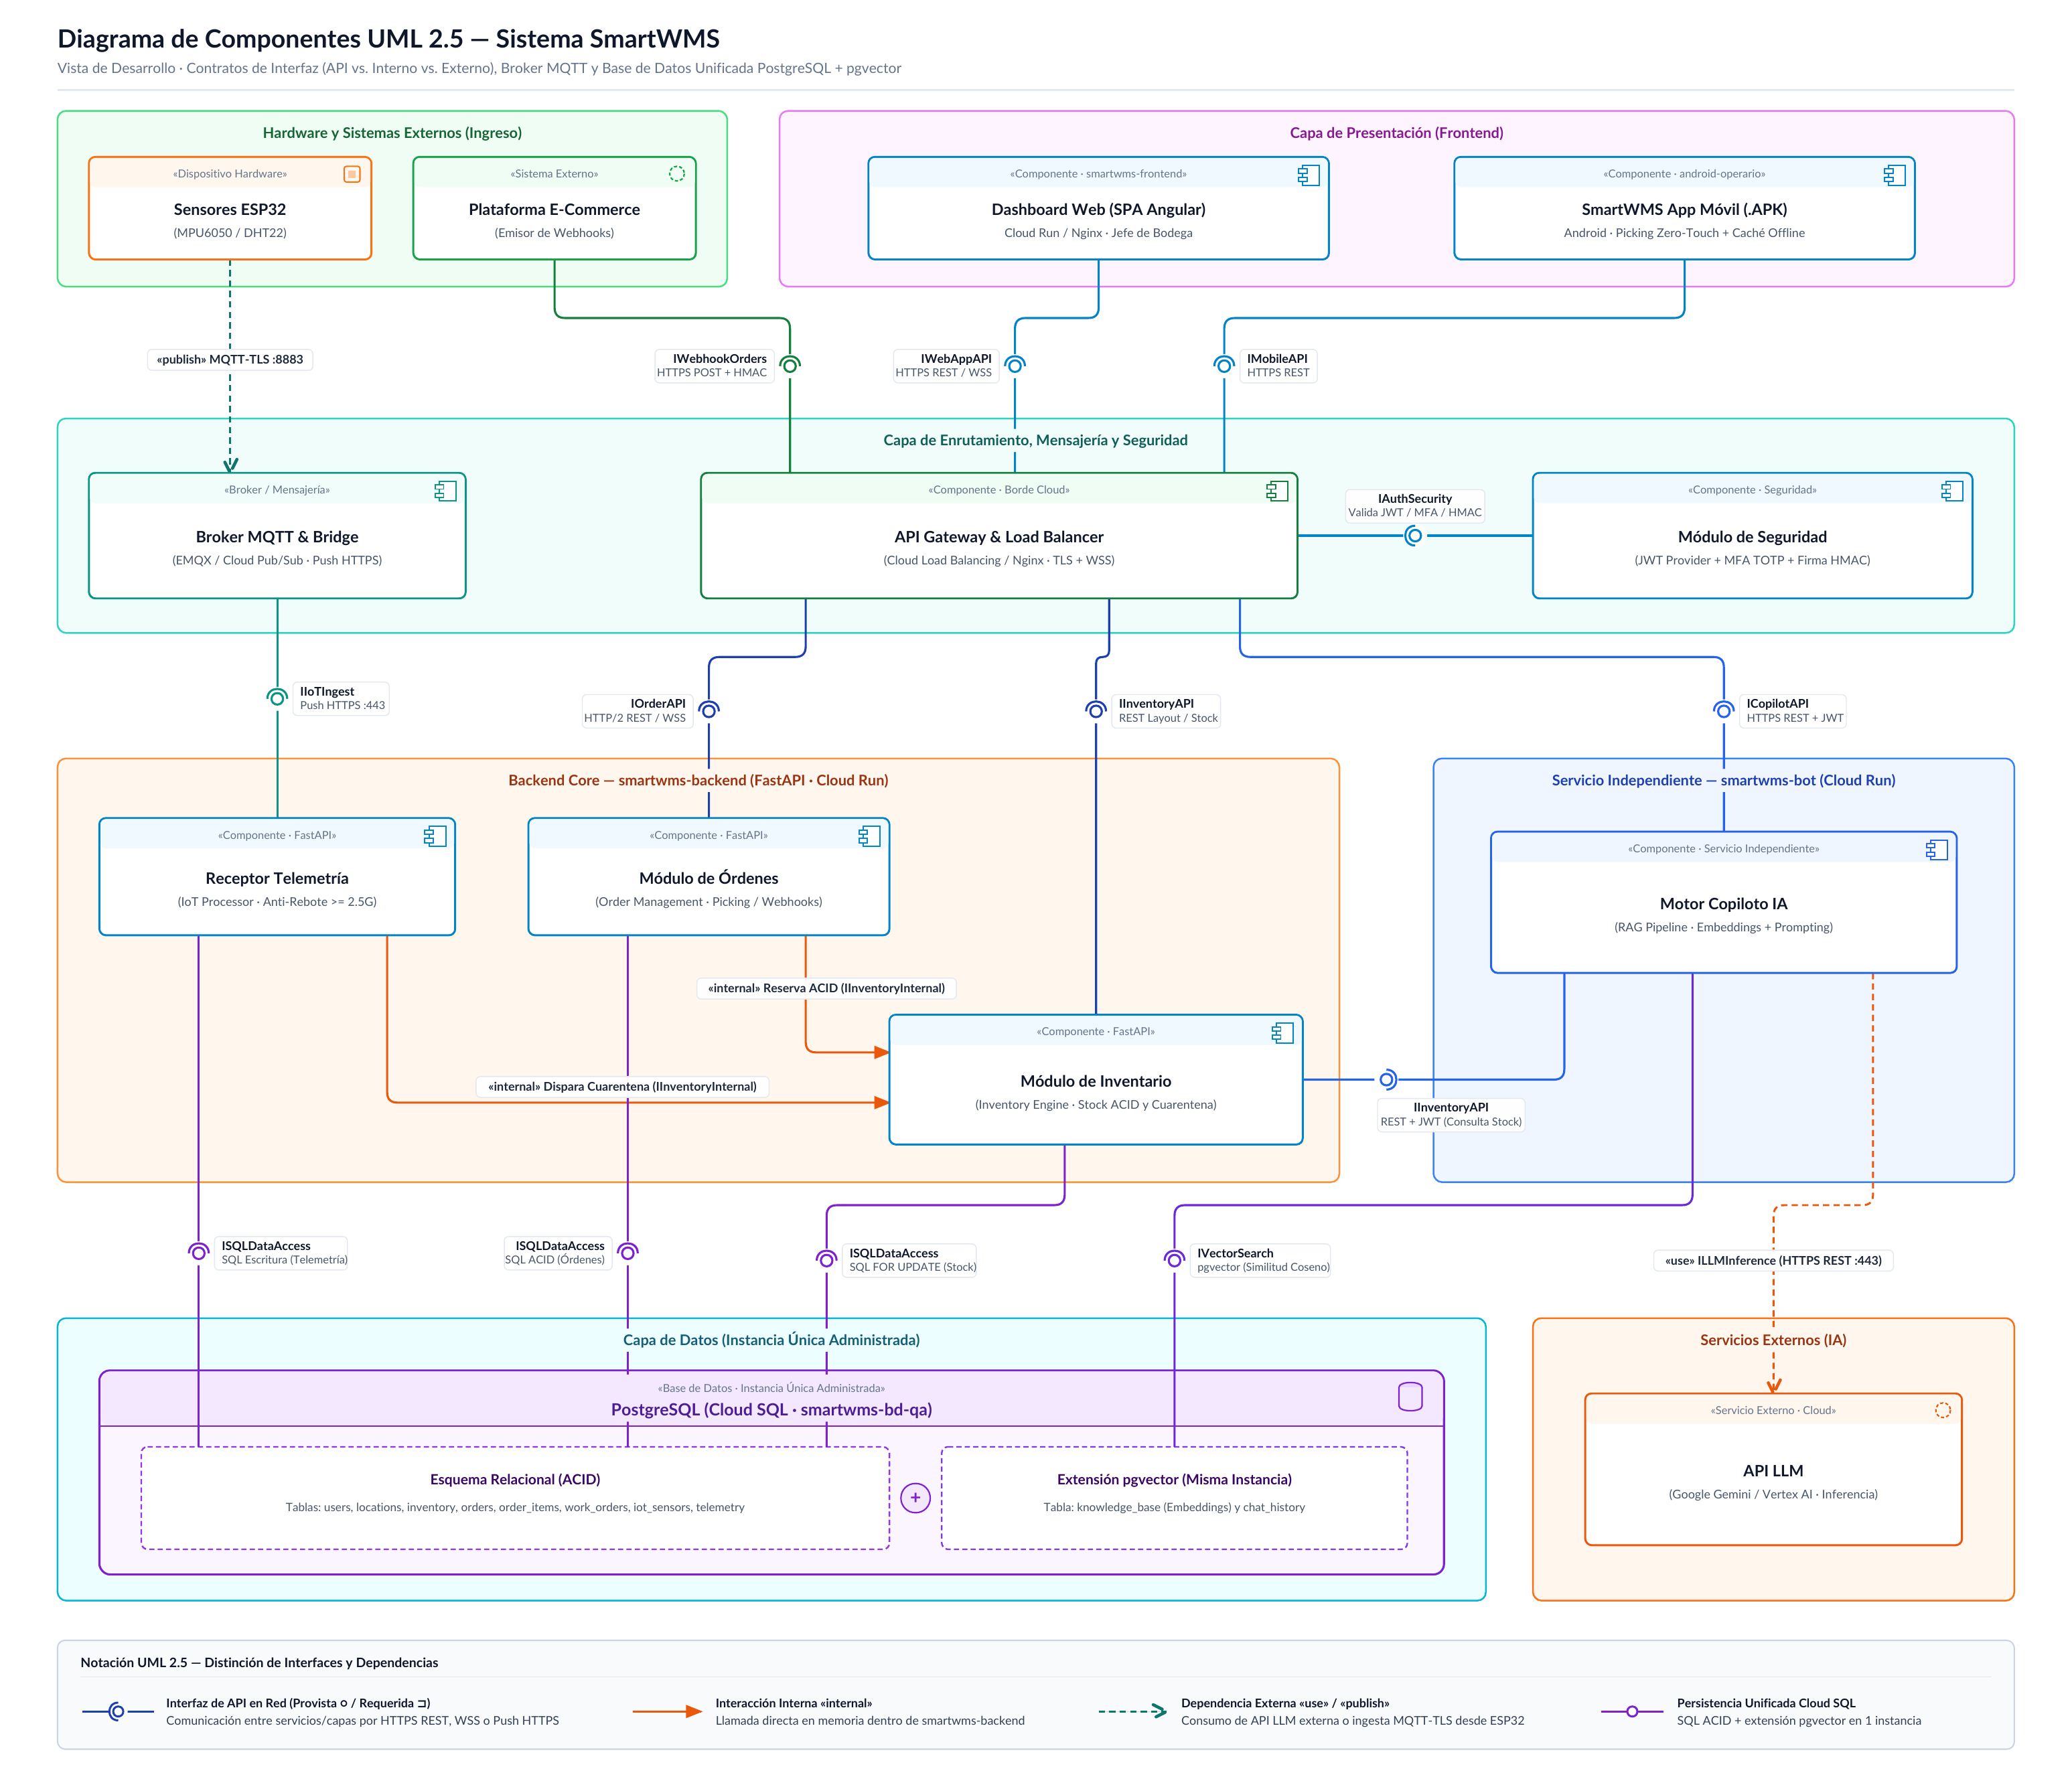 Diagrama de Componentes UML 2.5 — Sistema SmartWMS
Vista de Desarrollo · Contratos de Interfaz (API vs. Interno vs. Externo), Broker MQTT y Base de Datos Unificada PostgreSQL + pgvector
Hardware y Sistemas Externos (Ingreso)
«Dispositivo Hardware»
Sensores ESP32
(MPU6050 / DHT22)
«Sistema Externo»
Plataforma E-Commerce
(Emisor de Webhooks)
Capa de Presentación (Frontend)
«Componente · smartwms-frontend»
Dashboard Web (SPA Angular)
Cloud Run / Nginx · Jefe de Bodega
«Componente · android-operario»
SmartWMS App Móvil (.APK)
Android · Picking Zero-Touch + Caché Offline
«publish» MQTT-TLS :8883
IWebhookOrders
HTTPS POST + HMAC
IWebAppAPI
HTTPS REST / WSS
IMobileAPI
HTTPS REST
Capa de Enrutamiento, Mensajería y Seguridad
«Broker / Mensajería»
Broker MQTT & Bridge
(EMQX / Cloud Pub/Sub · Push HTTPS)
«Componente · Borde Cloud»
API Gateway & Load Balancer
(Cloud Load Balancing / Nginx · TLS + WSS)
IAuthSecurity
Valida JWT / MFA / HMAC
«Componente · Seguridad»
Módulo de Seguridad
(JWT Provider + MFA TOTP + Firma HMAC)
IIoTIngest
Push HTTPS :443
IOrderAPI
HTTP/2 REST / WSS
IInventoryAPI
REST Layout / Stock
ICopilotAPI
HTTPS REST + JWT
Backend Core — smartwms-backend (FastAPI · Cloud Run)
«Componente · FastAPI»
Receptor Telemetría
(IoT Processor · Anti-Rebote >= 2.5G)
«Componente · FastAPI»
Módulo de Órdenes
(Order Management · Picking / Webhooks)
«internal» Reserva ACID (IInventoryInternal)
«internal» Dispara Cuarentena (IInventoryInternal)
«Componente · FastAPI»
Módulo de Inventario
(Inventory Engine · Stock ACID y Cuarentena)
Servicio Independiente — smartwms-bot (Cloud Run)
«Componente · Servicio Independiente»
Motor Copiloto IA
(RAG Pipeline · Embeddings + Prompting)
IInventoryAPI
REST + JWT (Consulta Stock)
ISQLDataAccess
SQL Escritura (Telemetría)
ISQLDataAccess
SQL ACID (Órdenes)
ISQLDataAccess
SQL FOR UPDATE (Stock)
IVectorSearch
pgvector (Similitud Coseno)
«use» ILLMInference (HTTPS REST :443)
Capa de Datos (Instancia Única Administrada)
«Base de Datos · Instancia Única Administrada»
PostgreSQL (Cloud SQL · smartwms-bd-qa)
Esquema Relacional (ACID)
Tablas: users, locations, inventory, orders, order_items, work_orders, iot_sensors, telemetry
+
Extensión pgvector (Misma Instancia)
Tabla: knowledge_base (Embeddings) y chat_history
Servicios Externos (IA)
«Servicio Externo · Cloud»
API LLM
(Google Gemini / Vertex AI · Inferencia)
Notación UML 2.5 — Distinción de Interfaces y Dependencias
Interfaz de API en Red (Provista ○ / Requerida ⊐)
Comunicación entre servicios/capas por HTTPS REST, WSS o Push HTTPS
Interacción Interna «internal»
Llamada directa en memoria dentro de smartwms-backend
Dependencia Externa «use» / «publish»
Consumo de API LLM externa o ingesta MQTT-TLS desde ESP32
Persistencia Unificada Cloud SQL
SQL ACID + extensión pgvector en 1 instancia